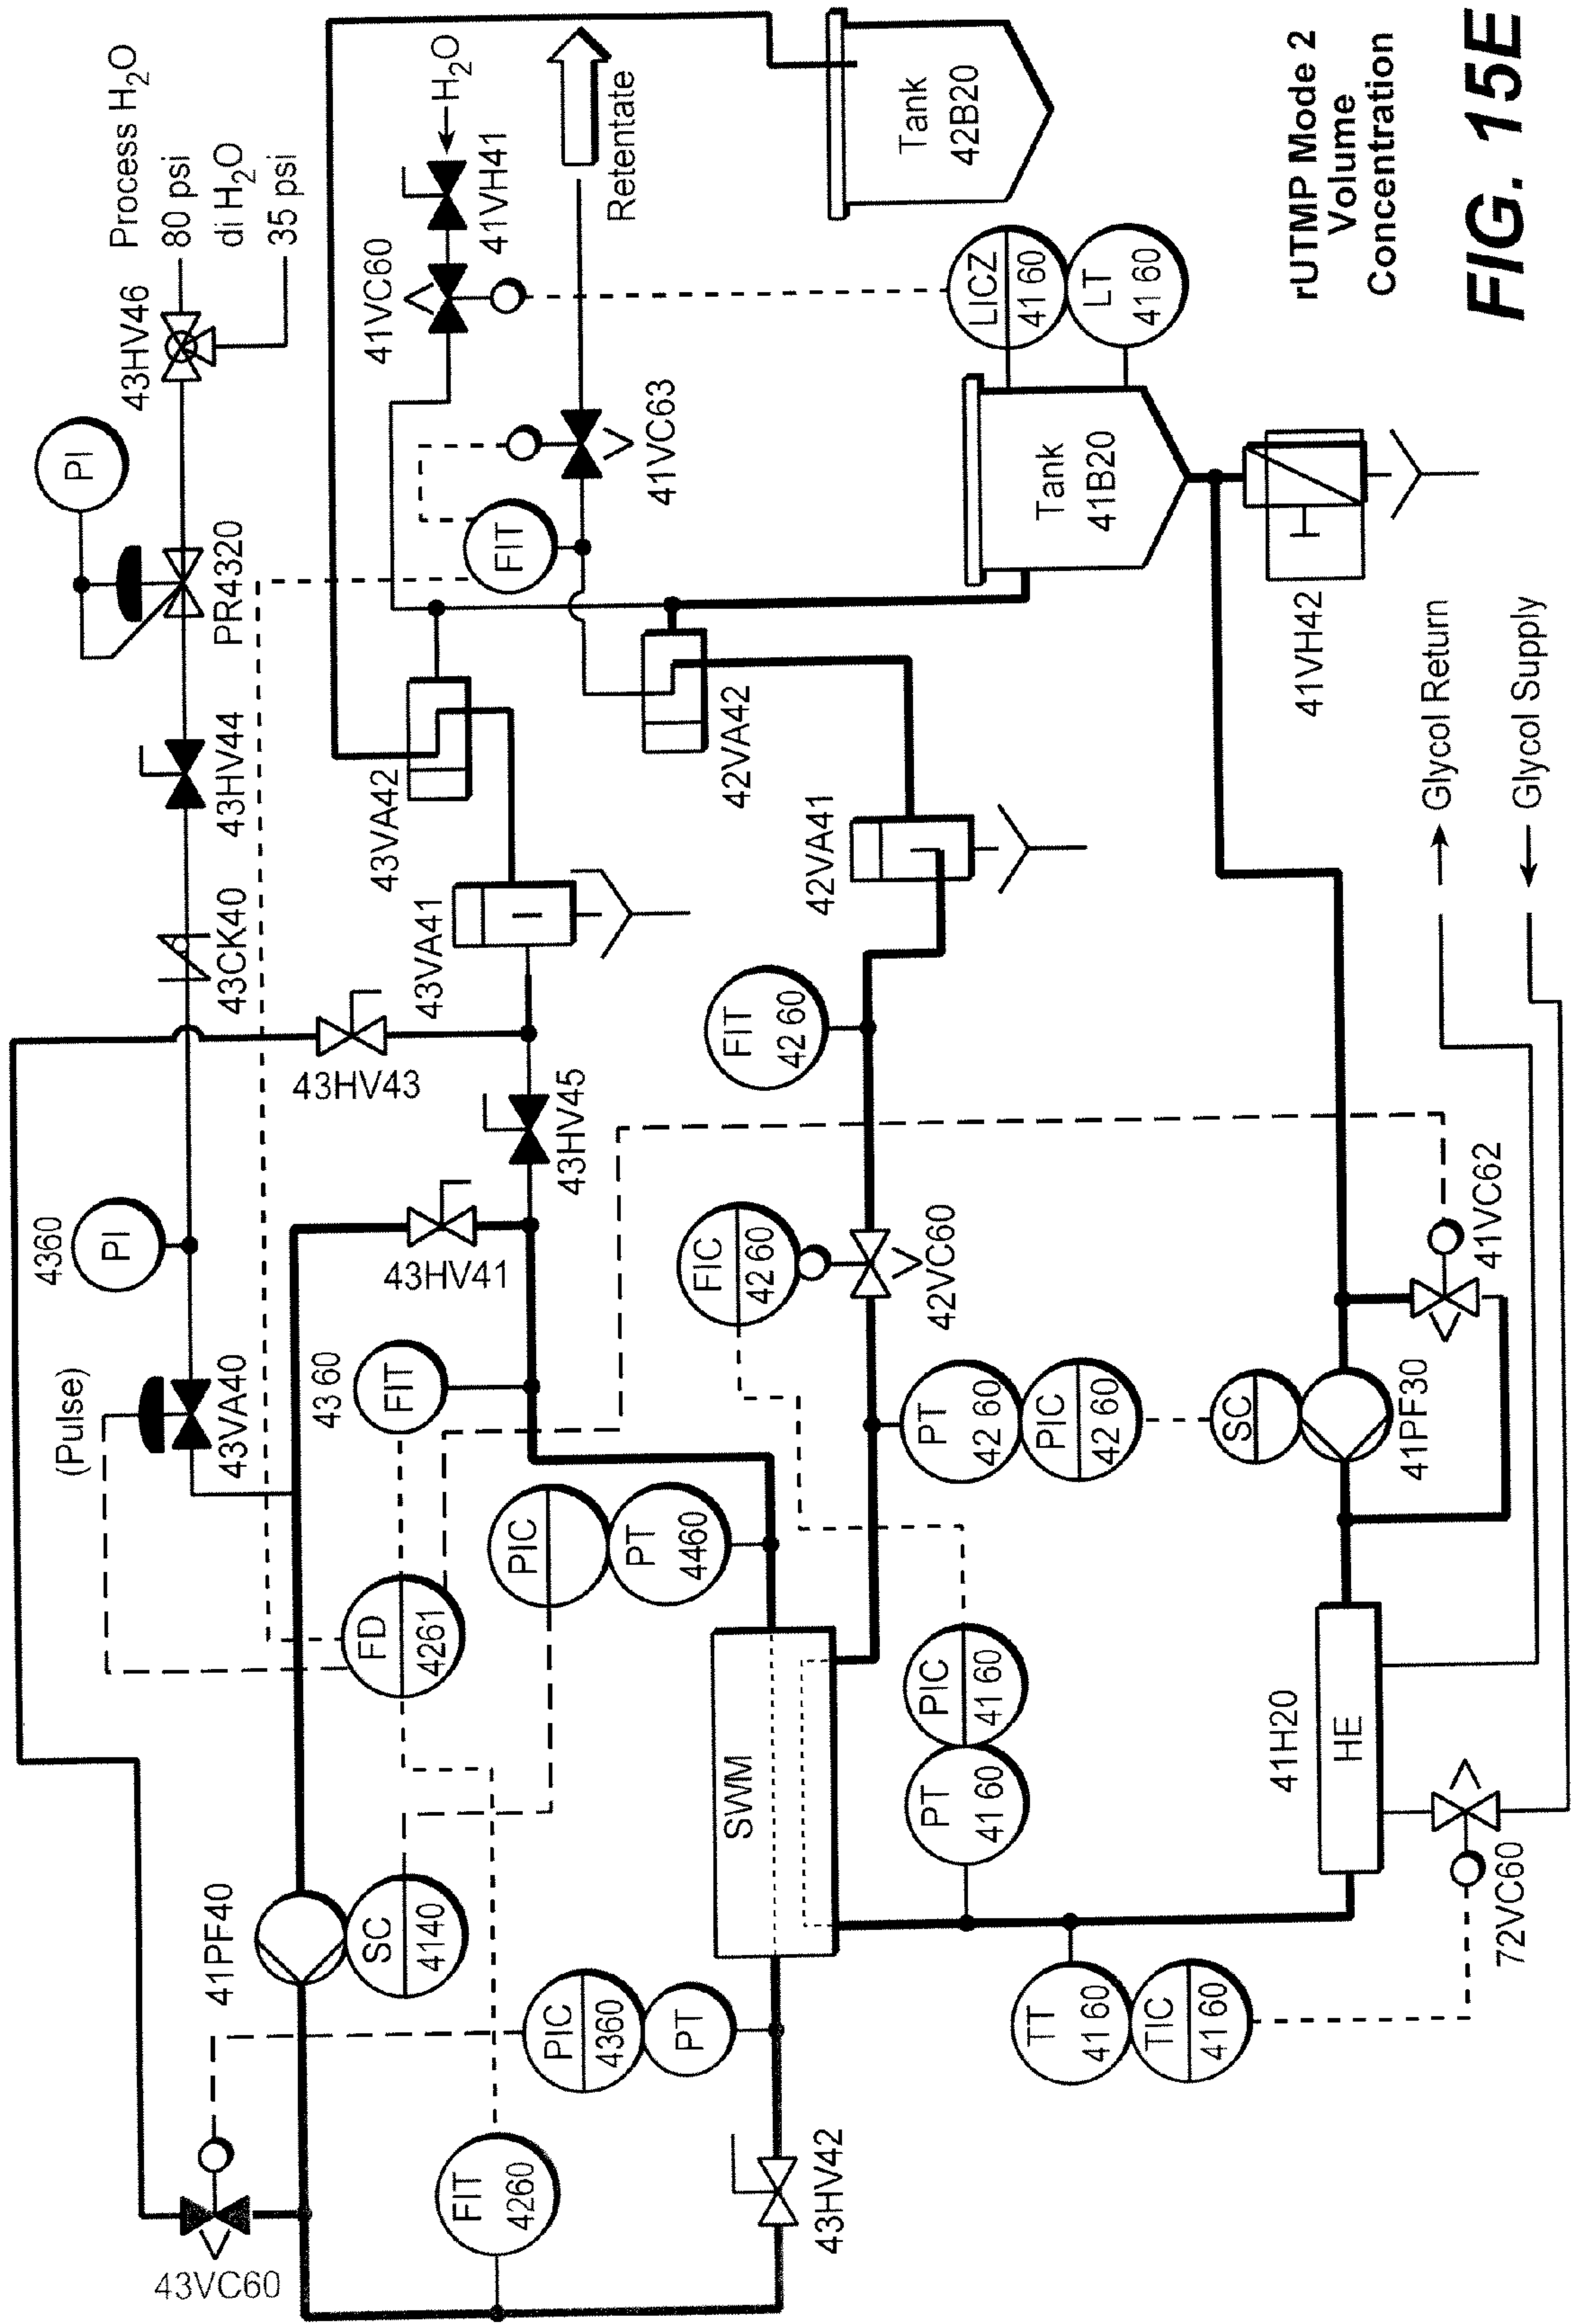 Process H₂O
80 psi
di H₂O
35 psi
43HV46
PI
PR4320
43HV44
43CK40
4360
PI
(Pulse)
43VA40
H₂O
41VH41
41VC60
Retentate
41VC63
FIT
Tank
42B20
LICZ
41 60
LT
41 60
Tank
41B20
41VH42
43VA42
42VA42
43VA41
42VA41
43HV43
43HV45
43HV41
43 60
FIT
FD
4261
PIC
PT
4460
FIT
42 60
FIC
42 60
42VC60
PT
42 60
PIC
42 60
SC
41PF30
41VC62
Glycol Return
Glycol Supply
41PF40
SC
4140
SWM
PIC
41 60
PT
41 60
41H20
HE
72VC60
TT
41 60
TIC
41 60
PIC
4360
PT
43HV42
FIT
4260
43VC60
rUTMP Mode 2
Volume
Concentration
FIG. 15E